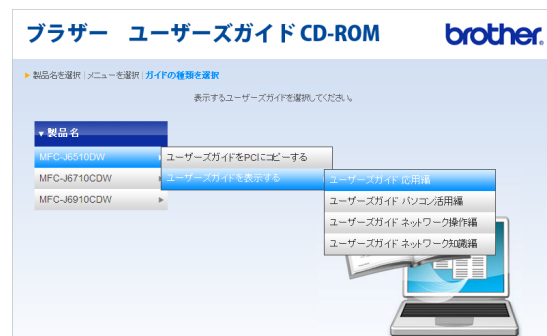 ブラザー ユーザーズガイド CD-ROM
brother
製品名を選択 | メニューを選択 | ガイドの種類を選択
表示するユーザーズガイドを選択してください。
製品名
MFC-J6510DW
ユーザーズガイドをPCにコピーする
MFC-J6710CDW
ユーザーズガイドを表示する
ユーザーズガイド 応用編
MFC-J6910CDW
ユーザーズガイド パソコン活用編
ユーザーズガイド ネットワーク操作編
ユーザーズガイド ネットワーク知識編